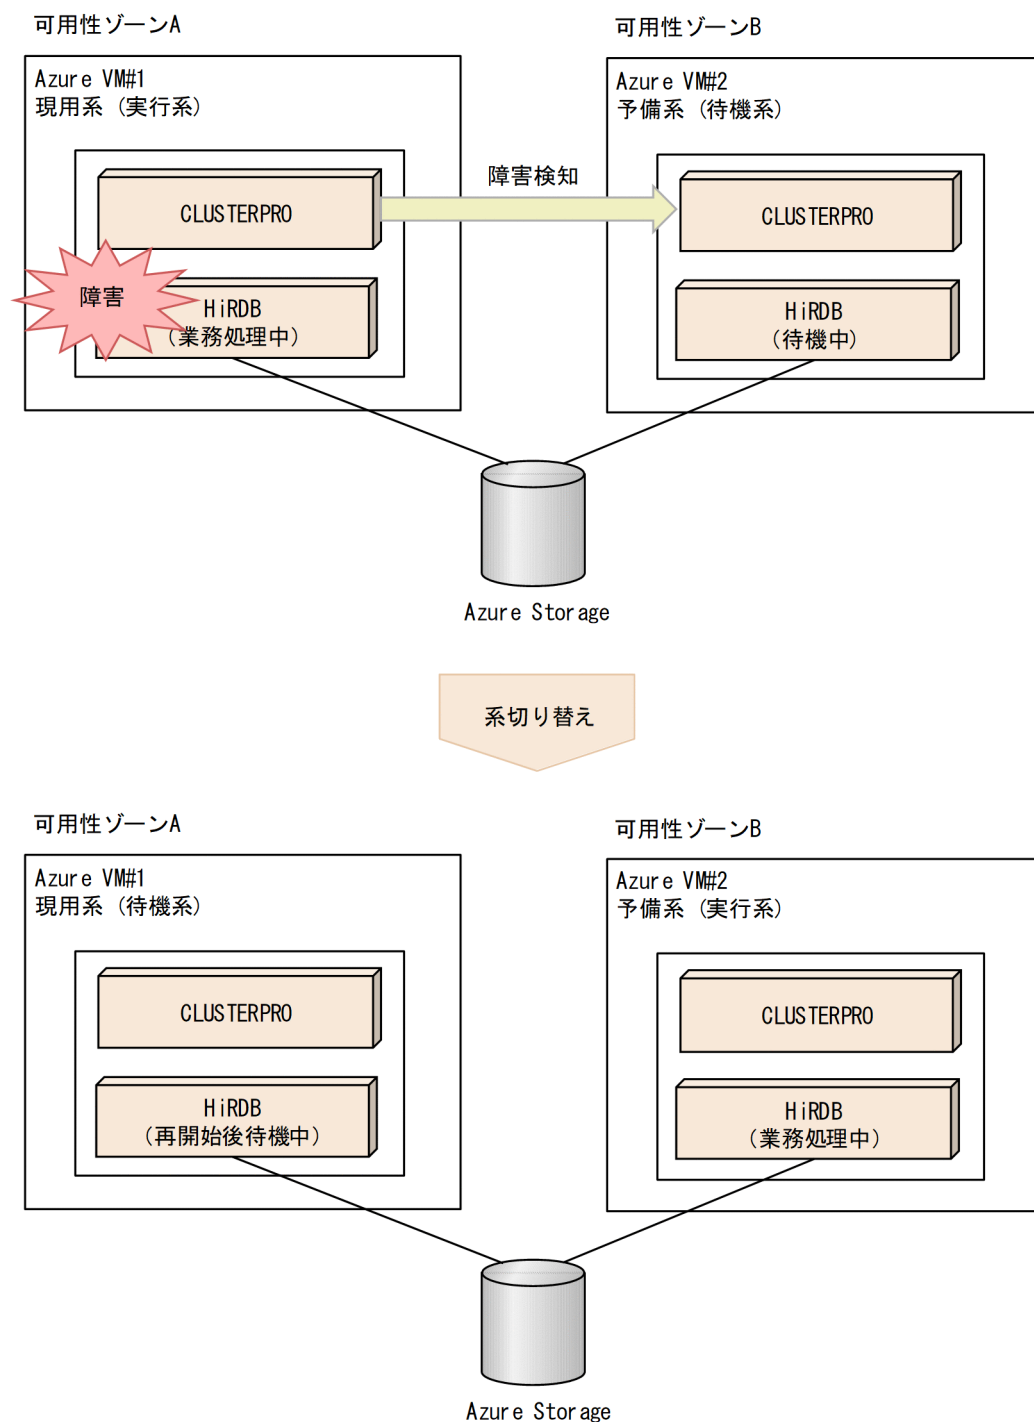 可用性ゾーンA
可用性ゾーンB
Azure VM#1
現用系（実行系）
Azure VM#2
予備系（待機系）
CLUSTERPRO
障害検知
CLUSTERPRO
障害
HiRDB
（業務処理中）
HiRDB
（待機中）
Azure Storage
系切り替え
可用性ゾーンA
可用性ゾーンB
Azure VM#1
現用系（待機系）
Azure VM#2
予備系（実行系）
CLUSTERPRO
CLUSTERPRO
HiRDB
（再開始後待機中）
HiRDB
（業務処理中）
Azure Storage